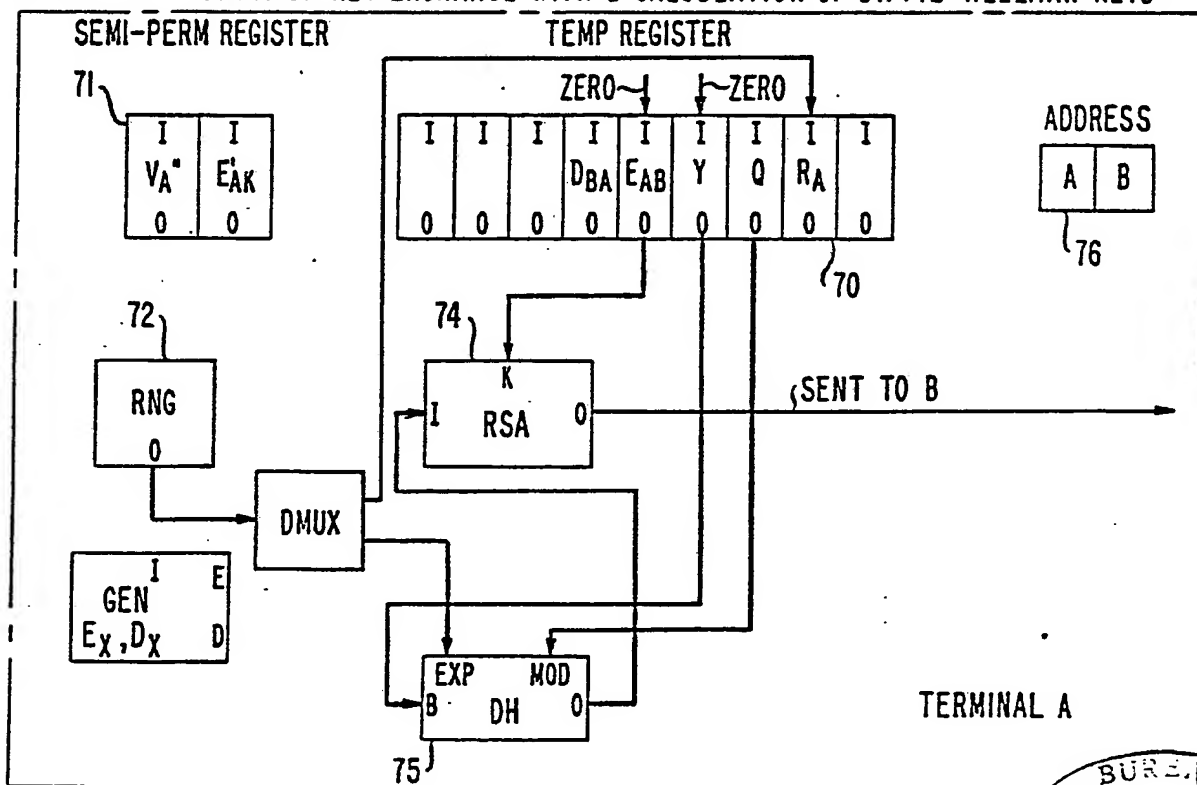 SEMI-PERM REGISTER
TEMP REGISTER
71
ZERO
ZERO
ADDRESS
I I
V_A" E'_AK
0 0
I I I I I I I I I
D_BA E_AB Y Q R_A
0 0 0 0 0 0 0 0 0
A B
76
70
72
74
RNG
0
K
I RSA 0
SENT TO B
DMUX
I E
GEN
E_X, D_X D
EXP MOD
B DH 0
75
TERMINAL A